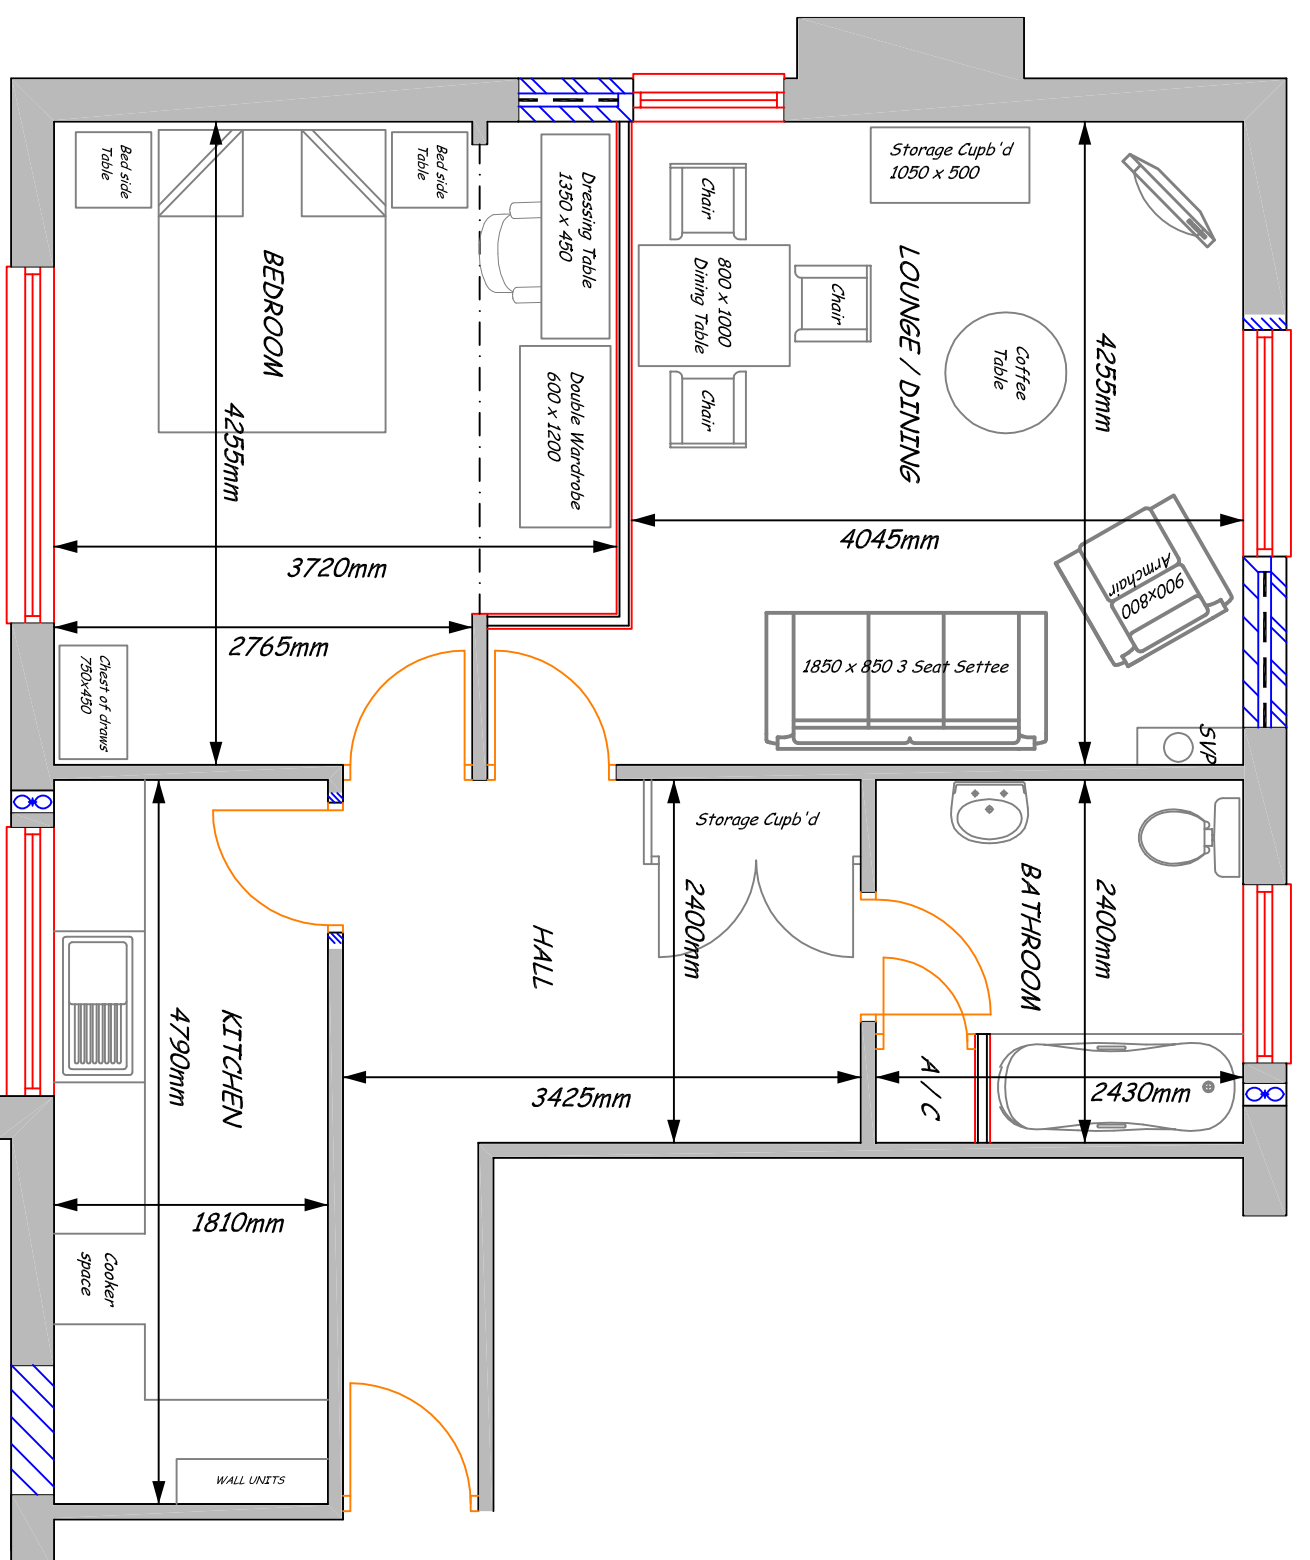 Bed side
Table
Bed side
Table
BEDROOM
Dressing Table
1350 x 450
Double Wardrobe
600 x 1200
4255mm
3720mm
2765mm
Chest of draws
750x450
Storage Cupb'd
1050 x 500
Chair
800 x 1000
Dining Table
Chair
Chair
LOUNGE / DINING
Coffee
Table
4255mm
4045mm
Armchair
900x800
1850 x 850 3 Seat Settee
SVP
Storage Cupb'd
2400mm
HALL
3425mm
BATHROOM
2400mm
A/C
2430mm
KITCHEN
4790mm
1810mm
Cooker
space
WALL UNITS